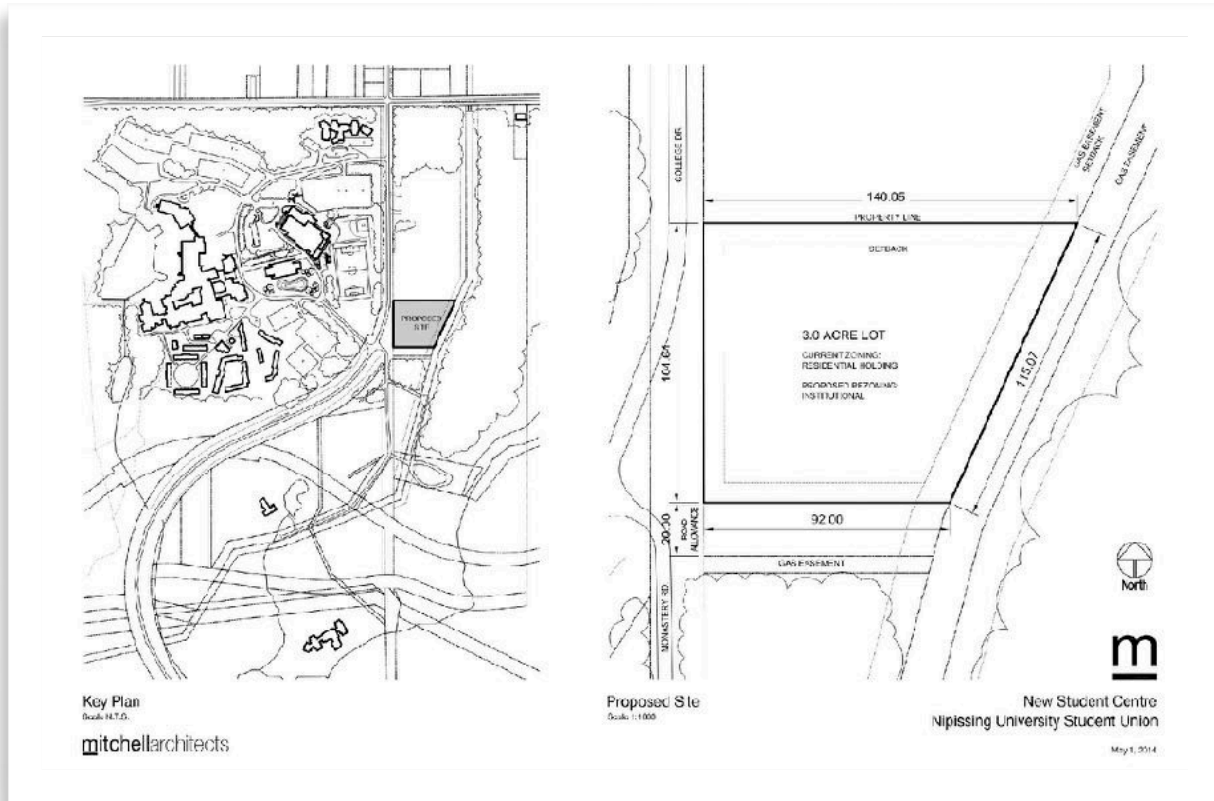 PROPOSED
SITE
Key Plan
Scale N.T.S.
mitchellarchitects
COLLEGE DR
GAS EASEMENT
SETBACK
GAS EASEMENT
140.05
PROPERTY LINE
SETBACK
3.0 ACRE LOT
CURRENT ZONING:
RESIDENTIAL HOLDING
PROPOSED REZONING:
INSTITUTIONAL
104.61
115.07
92.00
20.00
ROAD
ALLOWANCE
GAS EASEMENT
MONASTERY RD
North
m
Proposed Site
Scale 1:1000
New Student Centre
Nipissing University Student Union
May 1, 2014